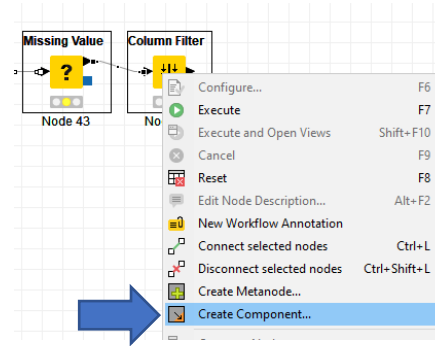 Missing Value
Column Filter
?
Node 43
No
Configure... F6
Execute F7
Execute and Open Views Shift+F10
Cancel F9
Reset F8
Edit Node Description... Alt+F2
New Workflow Annotation
Connect selected nodes Ctrl+L
Disconnect selected nodes Ctrl+Shift+L
Create Metanode...
Create Component...